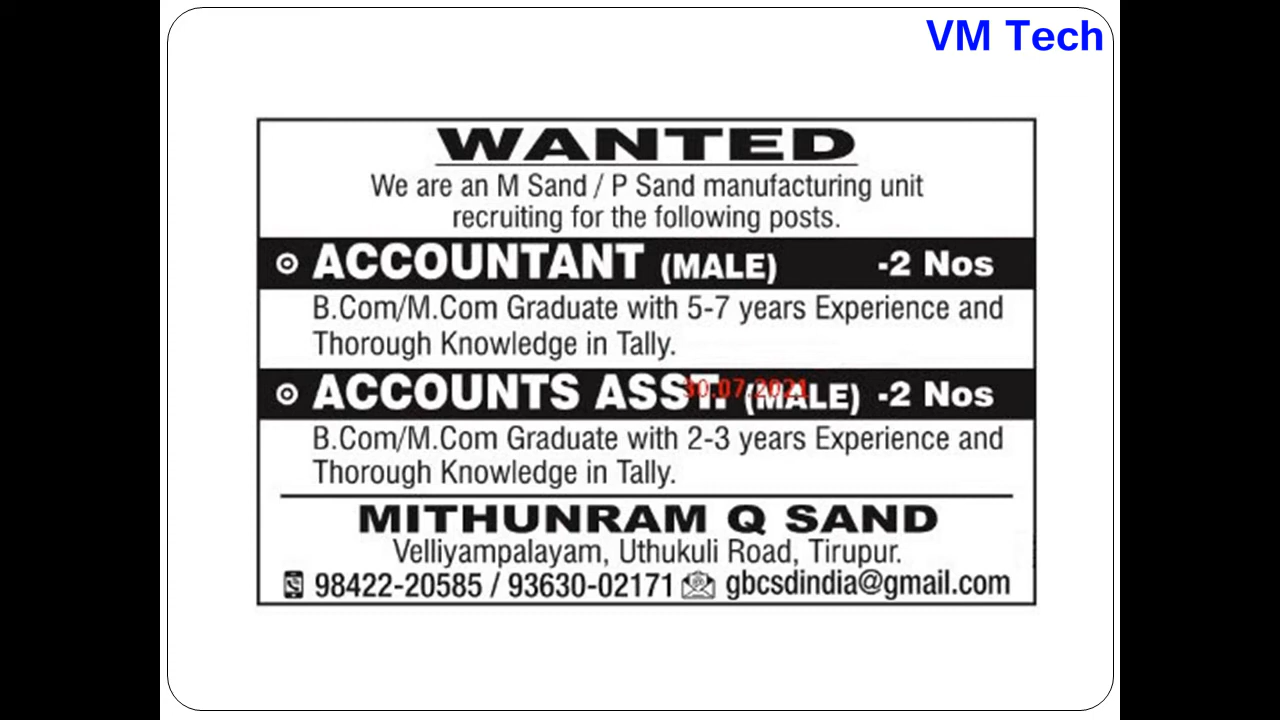 VM Tech
WANTED
We are an M Sand / P Sand manufacturing unit
recruiting for the following posts.
ACCOUNTANT (MALE) -2 Nos
B.Com/M.Com Graduate with 5-7 years Experience and
Thorough Knowledge in Tally.
ACCOUNTS ASST. (MALE) -2 Nos
30.07.2021
B.Com/M.Com Graduate with 2-3 years Experience and
Thorough Knowledge in Tally.
MITHUNRAM Q SAND
Velliyampalayam, Uthukuli Road, Tirupur.
98422-20585 / 93630-02171 gbcsdindia@gmail.com